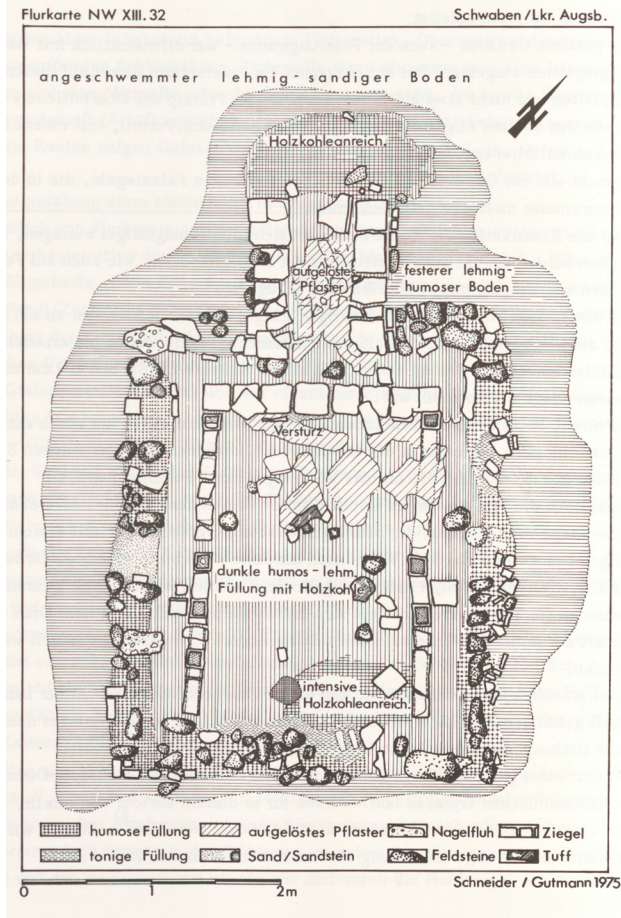 Flurkarte NW XIII. 32
Schwaben/Lkr. Augsb.
angeschwemmter lehmig-sandiger Boden
Holzkohleanreich.
aufgelöstes
Pflaster
festerer lehmig-
humoser Boden
Versturz
dunkle humos-lehm.
Füllung mit Holzkohle
intensive
Holzkohleanreich.
humose Füllung
aufgelöstes Pflaster
Nagelfluh
Ziegel
tonige Füllung
Sand/Sandstein
Feldsteine
Tuff
0 1 2m
Schneider / Gutmann 1975